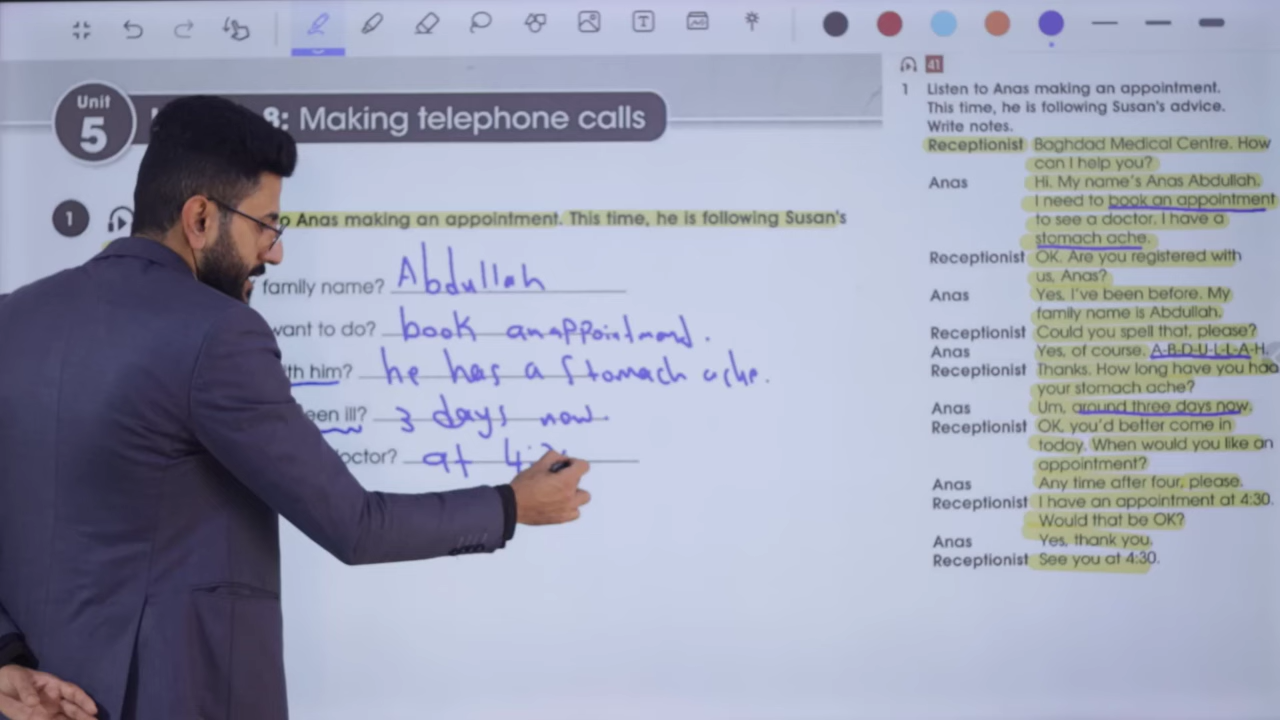 41
Unit
5
8: Making telephone calls
1
to Anas making an appointment. This time, he is following Susan's
family name? Abdullah
want to do? book an appointment.
with him? he has a stomach ache.
been ill? 3 days now
doctor? at 4:3
1 Listen to Anas making an appointment.
This time, he is following Susan's advice.
Write notes.
Receptionist Baghdad Medical Centre. How
can I help you?
Anas Hi. My name's Anas Abdullah.
I need to book an appointment
to see a doctor. I have a
stomach ache.
Receptionist OK. Are you registered with
us, Anas?
Anas Yes, I've been before. My
family name is Abdullah.
Receptionist Could you spell that, please?
Anas Yes, of course. A-B-D-U-L-L-A-H.
Receptionist Thanks. How long have you had
your stomach ache?
Anas Um, around three days now.
Receptionist OK, you'd better come in
today. When would you like an
appointment?
Anas Any time after four, please.
Receptionist I have an appointment at 4:30.
Would that be OK?
Anas Yes, thank you.
Receptionist See you at 4:30.